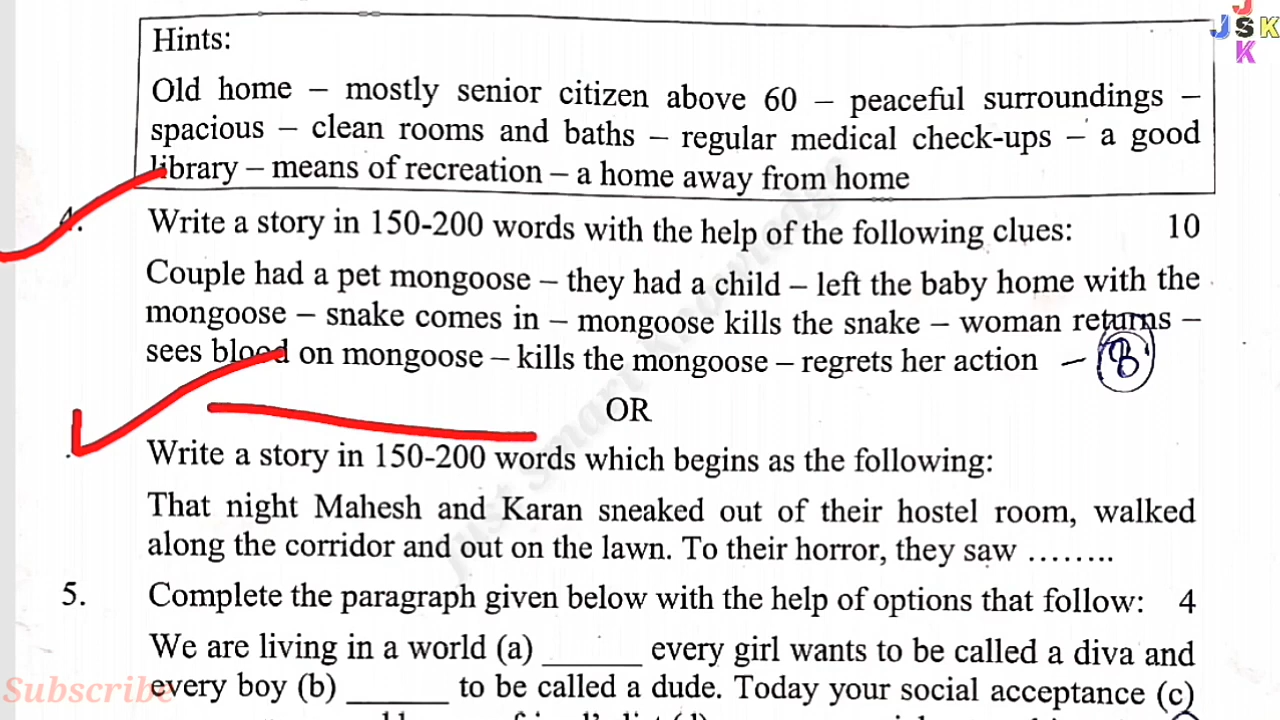 J
J S K
K
Hints:
Old home – mostly senior citizen above 60 – peaceful surroundings –
spacious – clean rooms and baths – regular medical check-ups – a good
library – means of recreation – a home away from home
4. Write a story in 150-200 words with the help of the following clues: 10
Couple had a pet mongoose – they had a child – left the baby home with the
mongoose – snake comes in – mongoose kills the snake – woman returns –
sees blood on mongoose – kills the mongoose – regrets her action – B
OR
Write a story in 150-200 words which begins as the following:
That night Mahesh and Karan sneaked out of their hostel room, walked
along the corridor and out on the lawn. To their horror, they saw ........
5. Complete the paragraph given below with the help of options that follow: 4
We are living in a world (a) ______ every girl wants to be called a diva and
every boy (b) ______ to be called a dude. Today your social acceptance (c)
Subscribe
Just Smart Knowledge